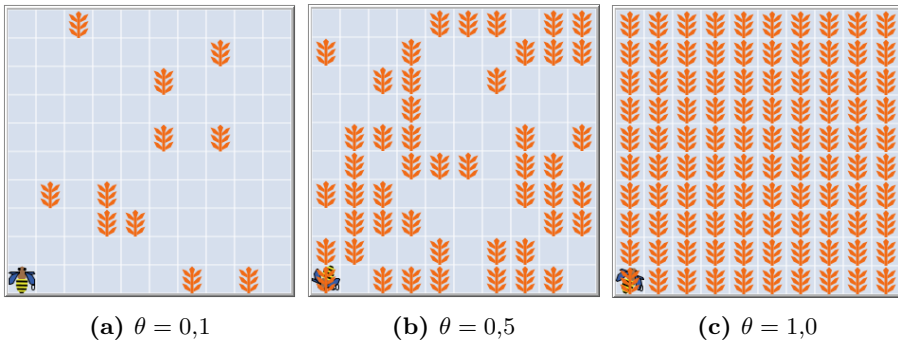 (a) θ = 0,1
(b) θ = 0,5
(c) θ = 1,0